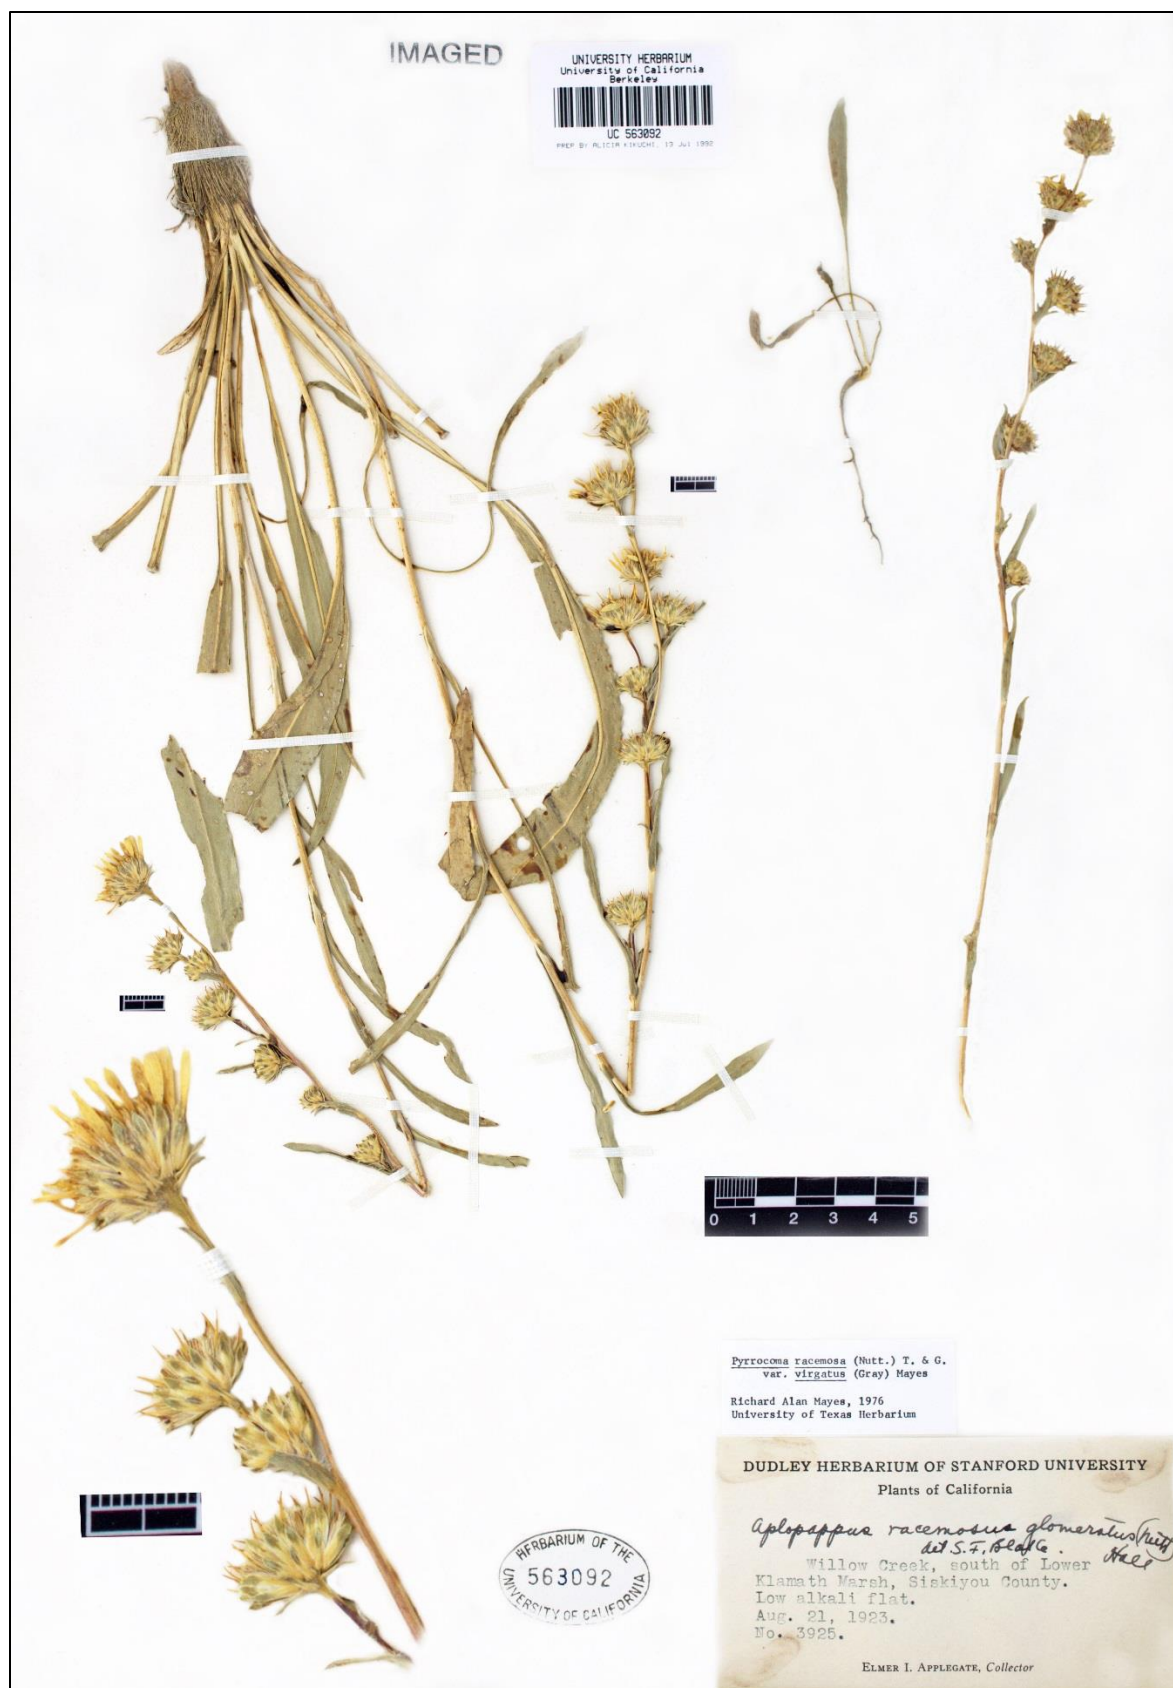 IMAGED
UNIVERSITY HERBARIUM
University of California
Berkeley
UC 563092
PREP BY ALICIA KIKUCHI, 13 Jul 1992
0 1 2 3 4 5
Pyrrocoma racemosa (Nutt.) T. & G.
var. virgatus (Gray) Mayes
Richard Alan Mayes, 1976
University of Texas Herbarium
DUDLEY HERBARIUM OF STANFORD UNIVERSITY
Plants of California
Aplopappus racemosus glomeratus (Nutt)
Hall
det S. F. Blake.
Willow Creek, south of Lower
Klamath Marsh, Siskiyou County.
Low alkali flat.
Aug. 21, 1923.
No. 3925.
ELMER I. APPLEGATE, Collector
HERBARIUM OF THE
563092
UNIVERSITY OF CALIFORNIA